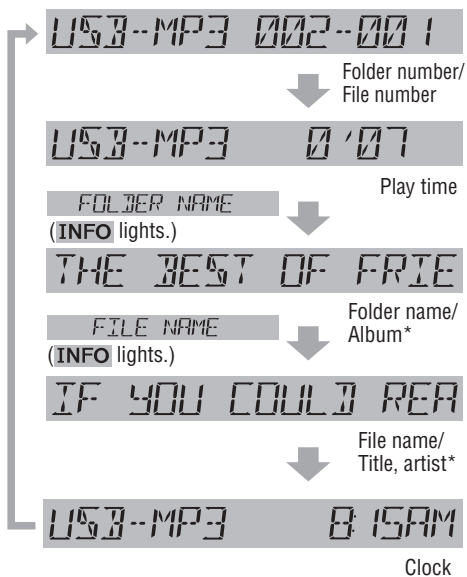 USB--MP3 002--001
Folder number/
File number
USB--MP3 0'07
Play time
FOLDER NAME
(INFO lights.)
THE BEST OF FRIE
Folder name/
Album*
FILE NAME
(INFO lights.)
IF YOU COULD REA
File name/
Title, artist*
USB--MP3 8:15AM
Clock